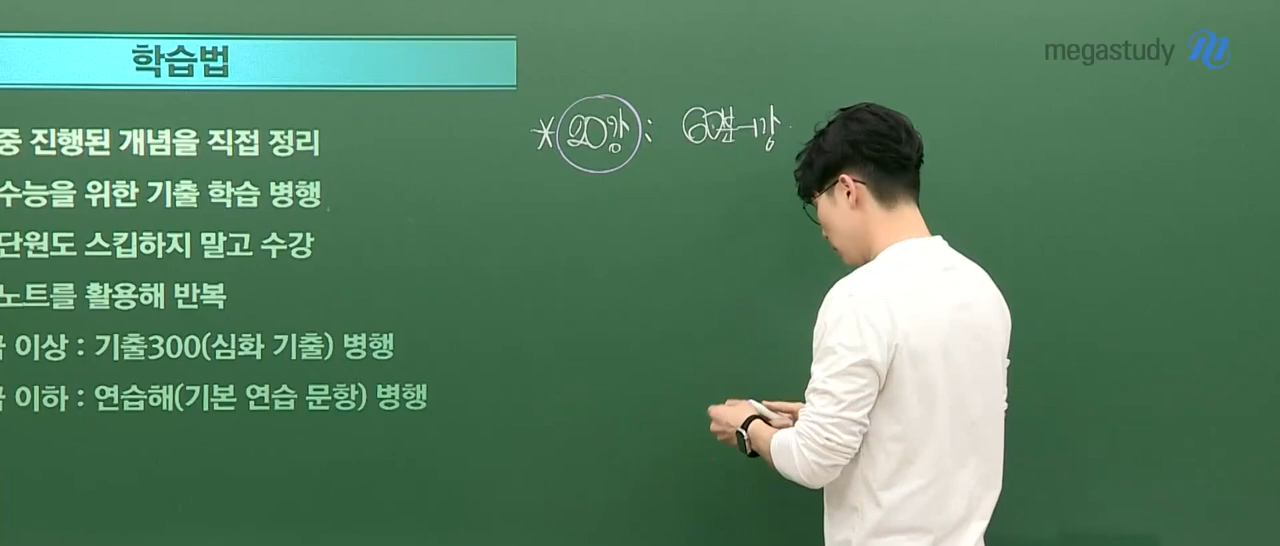 megastudy
학습법
중 진행된 개념을 직접 정리
수능을 위한 기출 학습 병행
단원도 스킵하지 말고 수강
노트를 활용해 반복
이상 : 기출300(심화 기출) 병행
이하 : 연습해(기본 연습 문항) 병행
*20강: 60분 1강